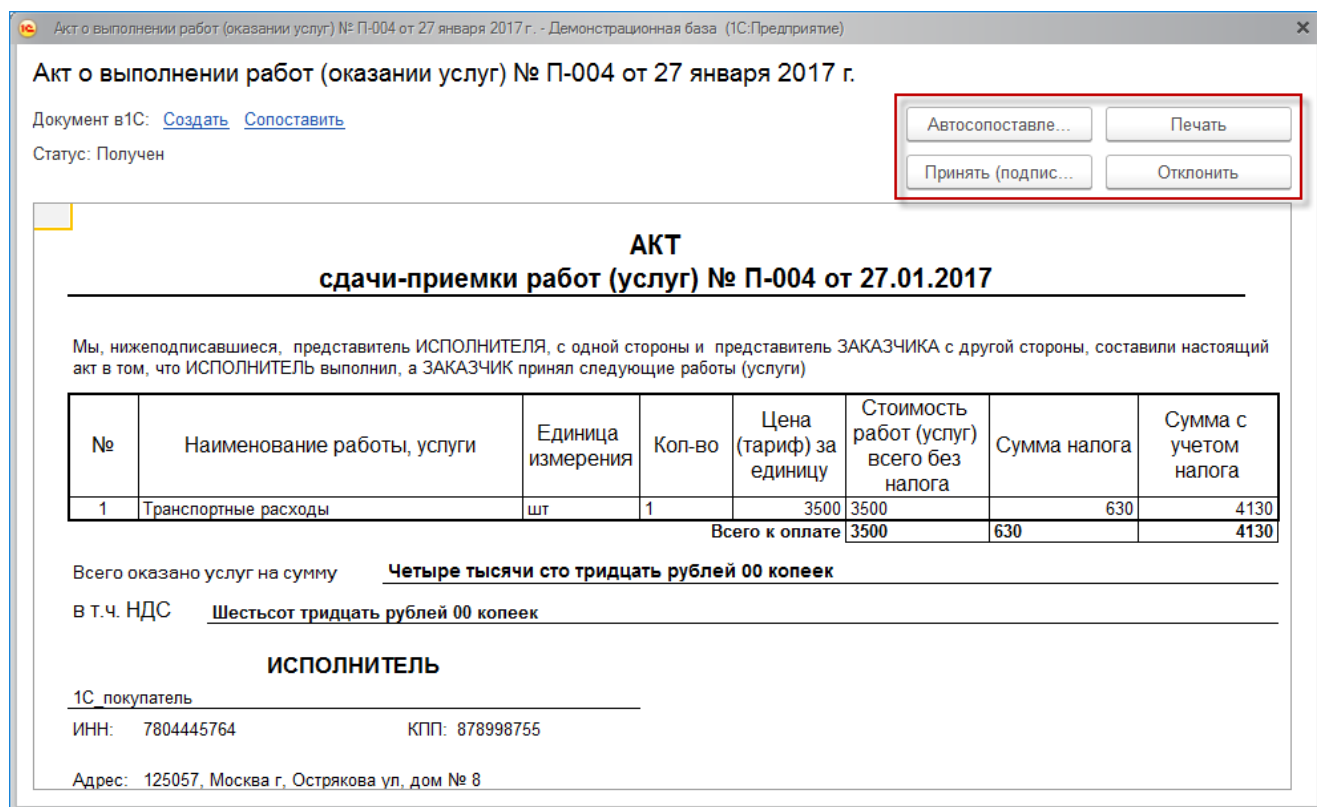 1С Акт о выполнении работ (оказании услуг) № П-004 от 27 января 2017 г. - Демонстрационная база (1С:Предприятие)
Акт о выполнении работ (оказании услуг) № П-004 от 27 января 2017 г.
Документ в1С: Создать Сопоставить
Автосопоставле... Печать
Статус: Получен
Принять (подпис... Отклонить
АКТ
сдачи-приемки работ (услуг) № П-004 от 27.01.2017
Мы, нижеподписавшиеся, представитель ИСПОЛНИТЕЛЯ, с одной стороны и представитель ЗАКАЗЧИКА с другой стороны, составили настоящий
акт в том, что ИСПОЛНИТЕЛЬ выполнил, а ЗАКАЗЧИК принял следующие работы (услуги)
№ Наименование работы, услуги Единица измерения Кол-во Цена (тариф) за единицу Стоимость работ (услуг) всего без налога Сумма налога Сумма с учетом налога
1 Транспортные расходы шт 1 3500 3500 630 4130
Всего к оплате 3500 630 4130
Всего оказано услуг на сумму Четыре тысячи сто тридцать рублей 00 копеек
в т.ч. НДС Шестьсот тридцать рублей 00 копеек
ИСПОЛНИТЕЛЬ
1С_покупатель
ИНН: 7804445764 КПП: 878998755
Адрес: 125057, Москва г, Острякова ул, дом № 8